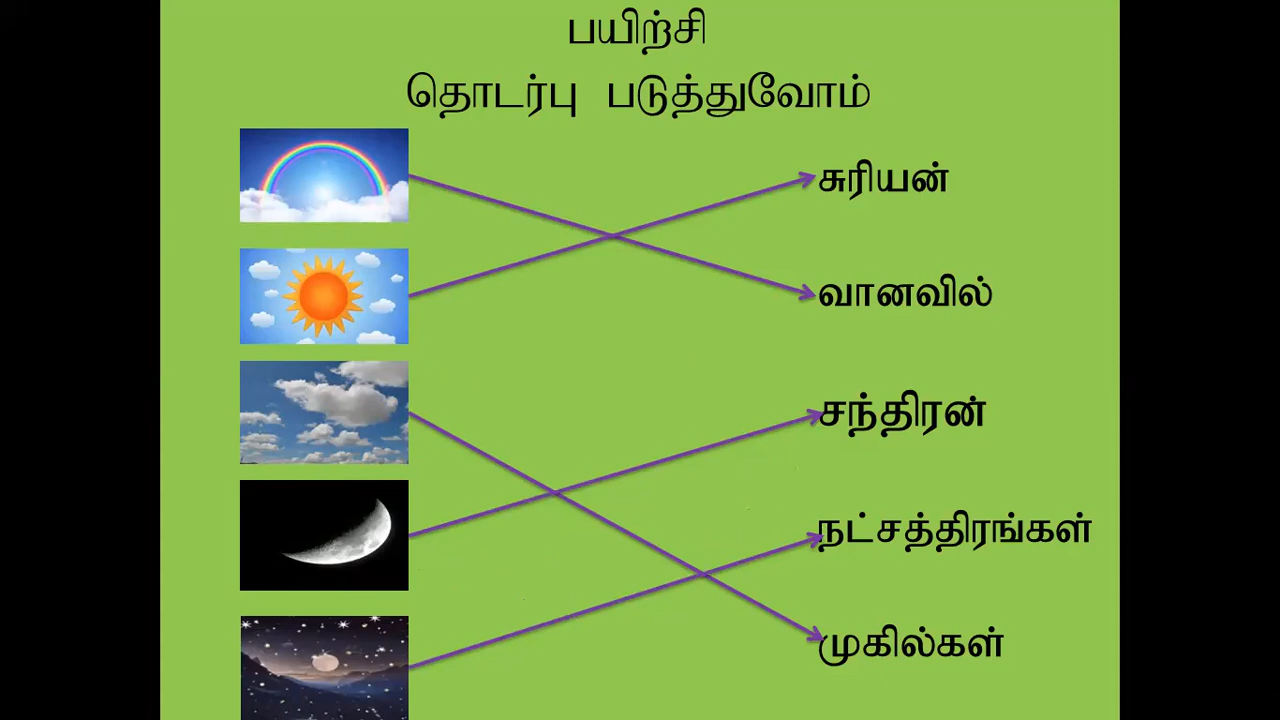 பயிற்சி
தொடர்பு படுத்துவோம்
சுரியன்
வானவில்
சந்திரன்
நட்சத்திரங்கள்
முகில்கள்